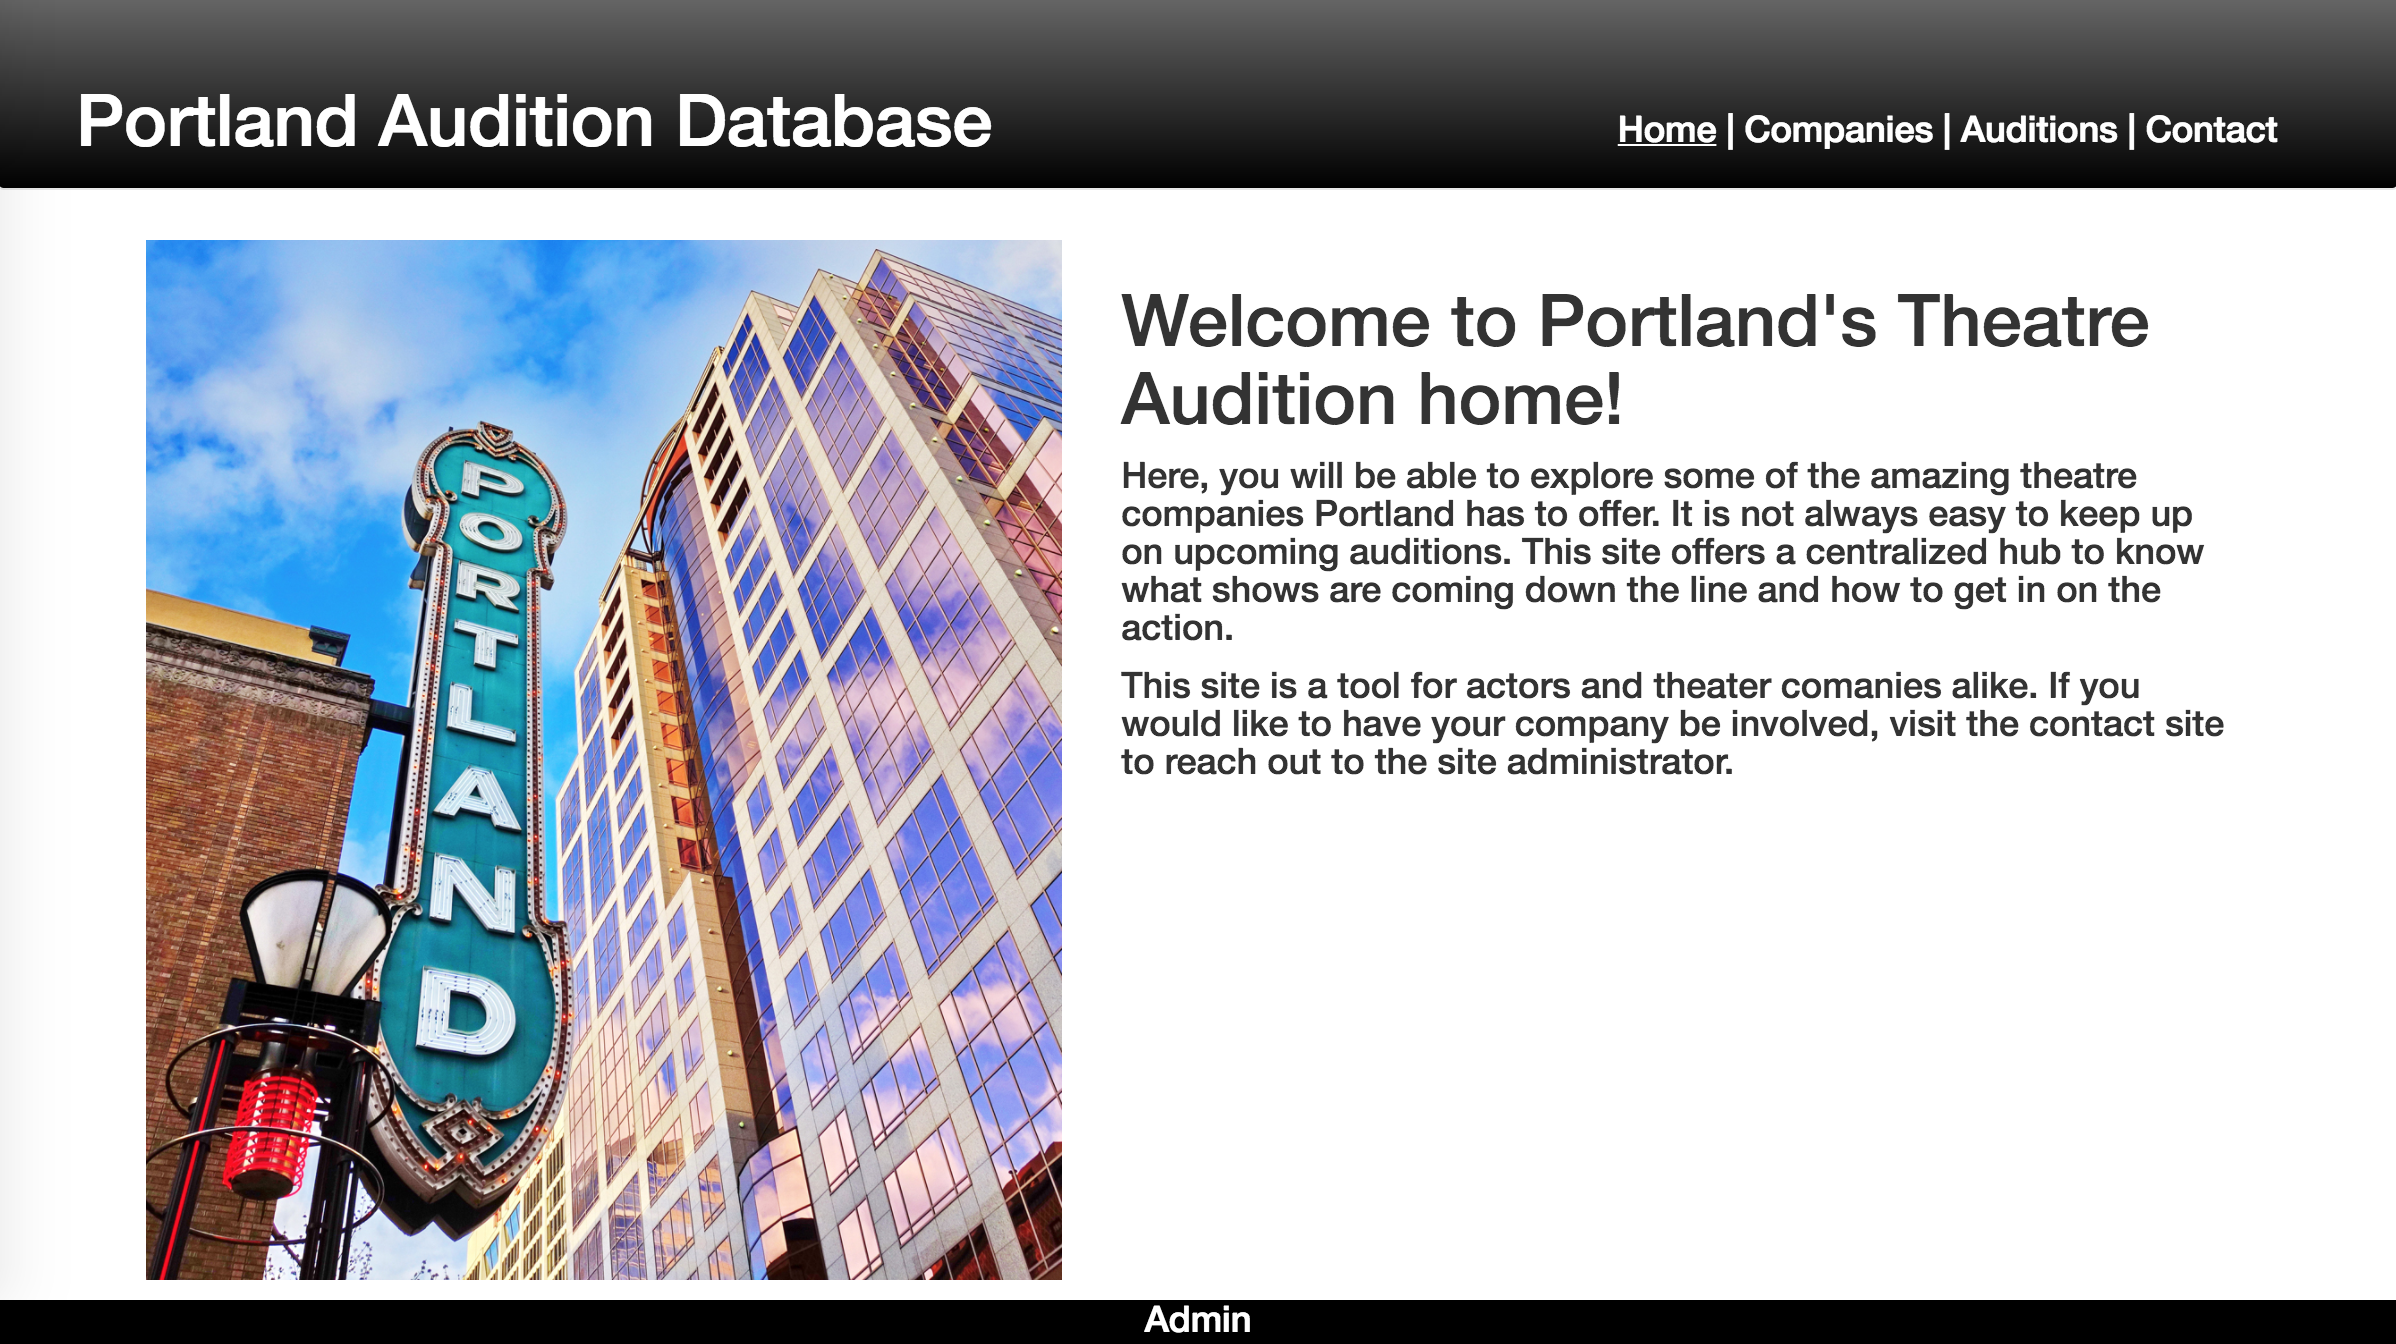 Portland Audition Database
Home | Companies | Auditions | Contact
PORTLAND
Welcome to Portland's Theatre
Audition home!
Here, you will be able to explore some of the amazing theatre
companies Portland has to offer. It is not always easy to keep up
on upcoming auditions. This site offers a centralized hub to know
what shows are coming down the line and how to get in on the
action.
This site is a tool for actors and theater comanies alike. If you
would like to have your company be involved, visit the contact site
to reach out to the site administrator.
Admin